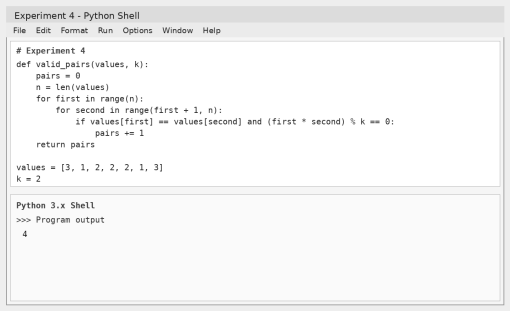 Experiment 4 - Python Shell
File Edit Format Run Options Window Help
# Experiment 4
def valid_pairs(values, k):
    pairs = 0
    n = len(values)
    for first in range(n):
        for second in range(first + 1, n):
            if values[first] == values[second] and (first * second) % k == 0:
                pairs += 1
    return pairs

values = [3, 1, 2, 2, 2, 1, 3]
k = 2
Python 3.x Shell
>>> Program output
4